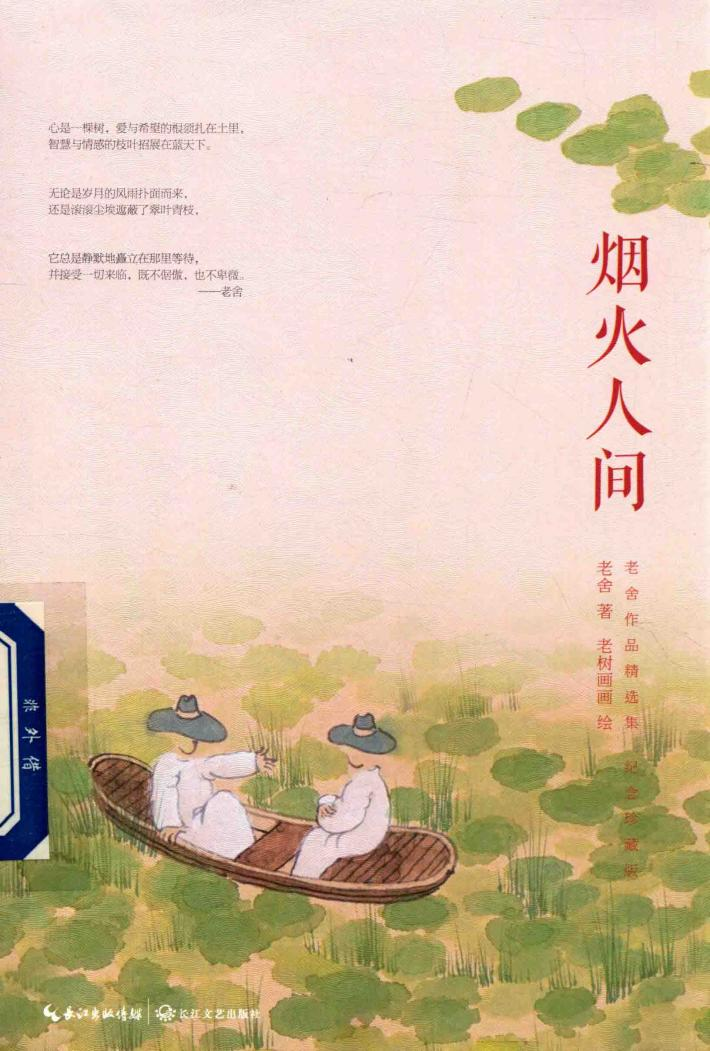 心是一棵树，爱与希望的根须扎在土里，
智慧与情感的枝叶招展在蓝天下。
无论是岁月的风雨扑面而来，
还是滚滚尘埃遮蔽了翠叶青枝，
它总是静默地矗立在那里等待，
并接受一切来临，既不倨傲，也不卑微。
——老舍
烟火人间
老舍作品精选集 纪念珍藏版
老舍 著 老树画画 绘
外借
长江出版传媒
长江文艺出版社